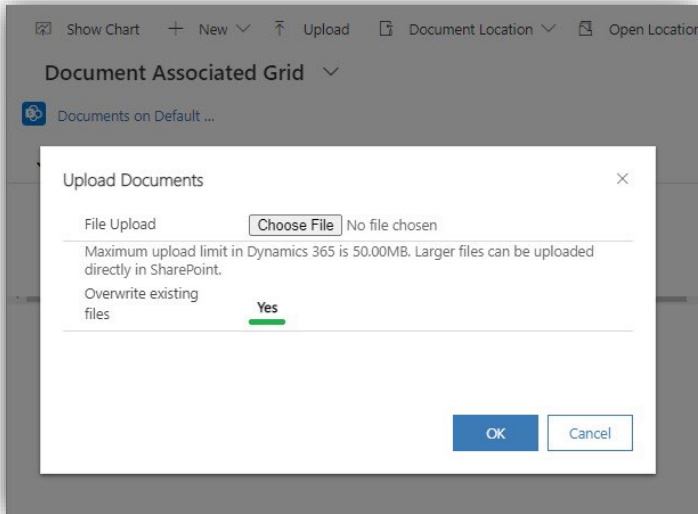 Show Chart New Upload Document Location Open Location
Document Associated Grid
Documents on Default ...
Upload Documents
File Upload Choose File No file chosen
Maximum upload limit in Dynamics 365 is 50.00MB. Larger files can be uploaded
directly in SharePoint.
Overwrite existing
files Yes
OK Cancel